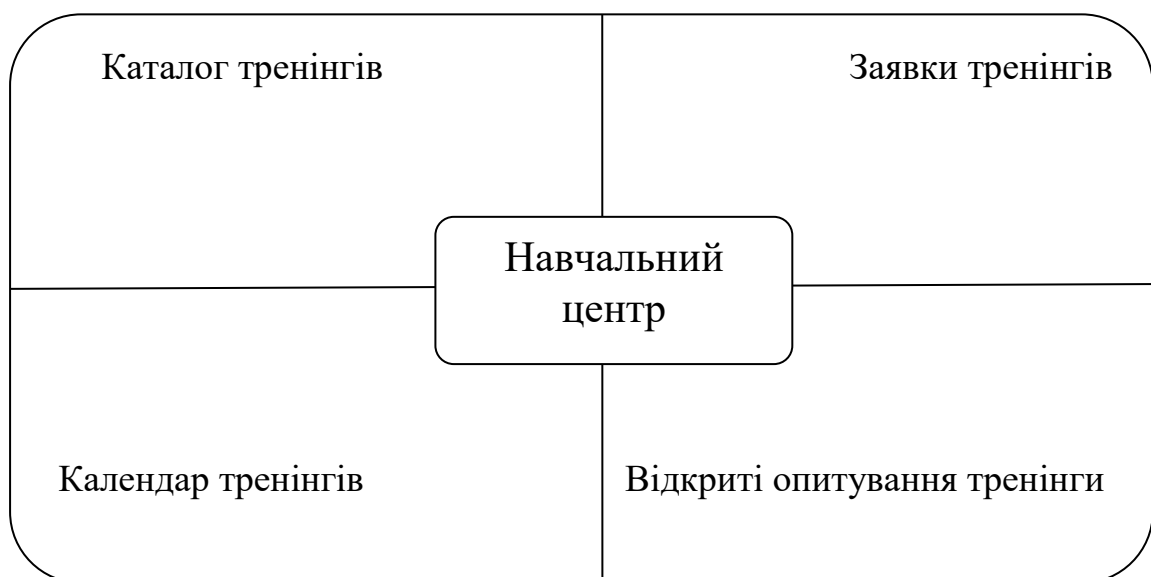 Каталог тренінгів
Заявки тренінгів
Навчальний
центр
Календар тренінгів
Відкриті опитування тренінги